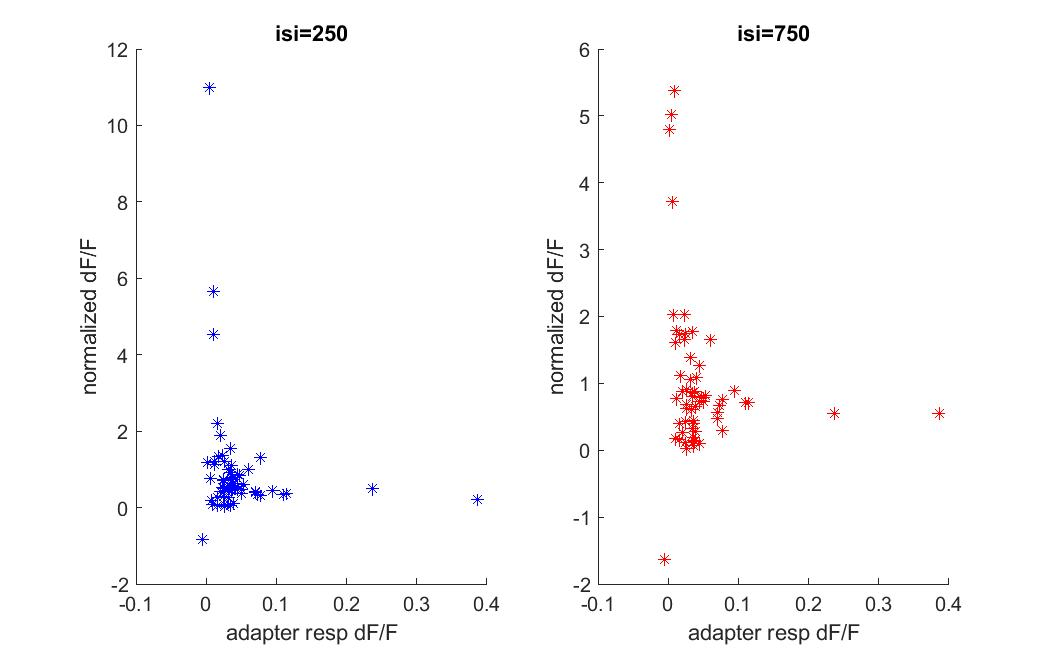 isi=250
12
10
8
6
4
2
0
-2
normalized dF/F
-0.1 0 0.1 0.2 0.3 0.4
adapter resp dF/F
isi=750
6
5
4
3
2
1
0
-1
-2
normalized dF/F
-0.1 0 0.1 0.2 0.3 0.4
adapter resp dF/F